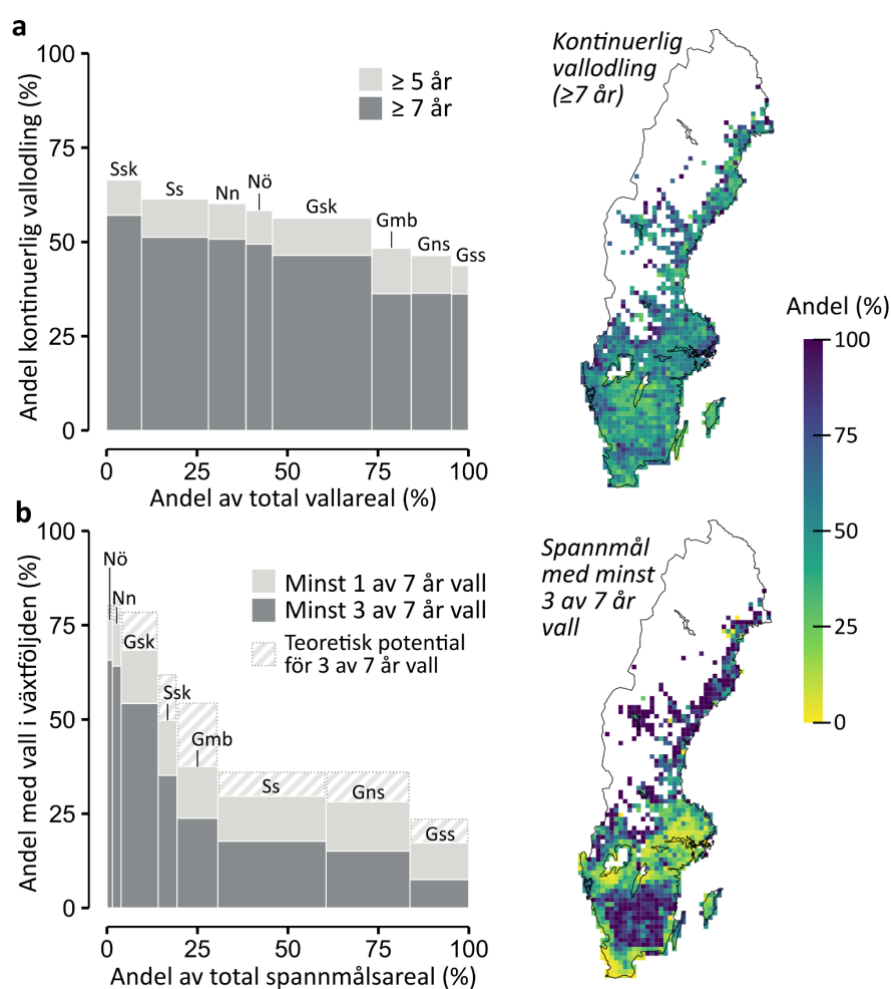 a
Andel kontinuerlig vallodling (%)
100
75
50
25
0
≥ 5 år
≥ 7 år
Ssk
Ss
Nn
Nö
Gsk
Gmb
Gns
Gss
0
25
50
75
100
Andel av total vallareal (%)
Kontinuerlig
vallodling
(≥7 år)
Andel (%)
100
75
50
25
0
b
Andel med vall i växtföljden (%)
100
75
50
25
0
Minst 1 av 7 år vall
Minst 3 av 7 år vall
Teoretisk potential
för 3 av 7 år vall
Nö
Nn
Gsk
Ssk
Gmb
Ss
Gns
Gss
0
25
50
75
100
Andel av total spannmålsareal (%)
Spannmål
med minst
3 av 7 år
vall